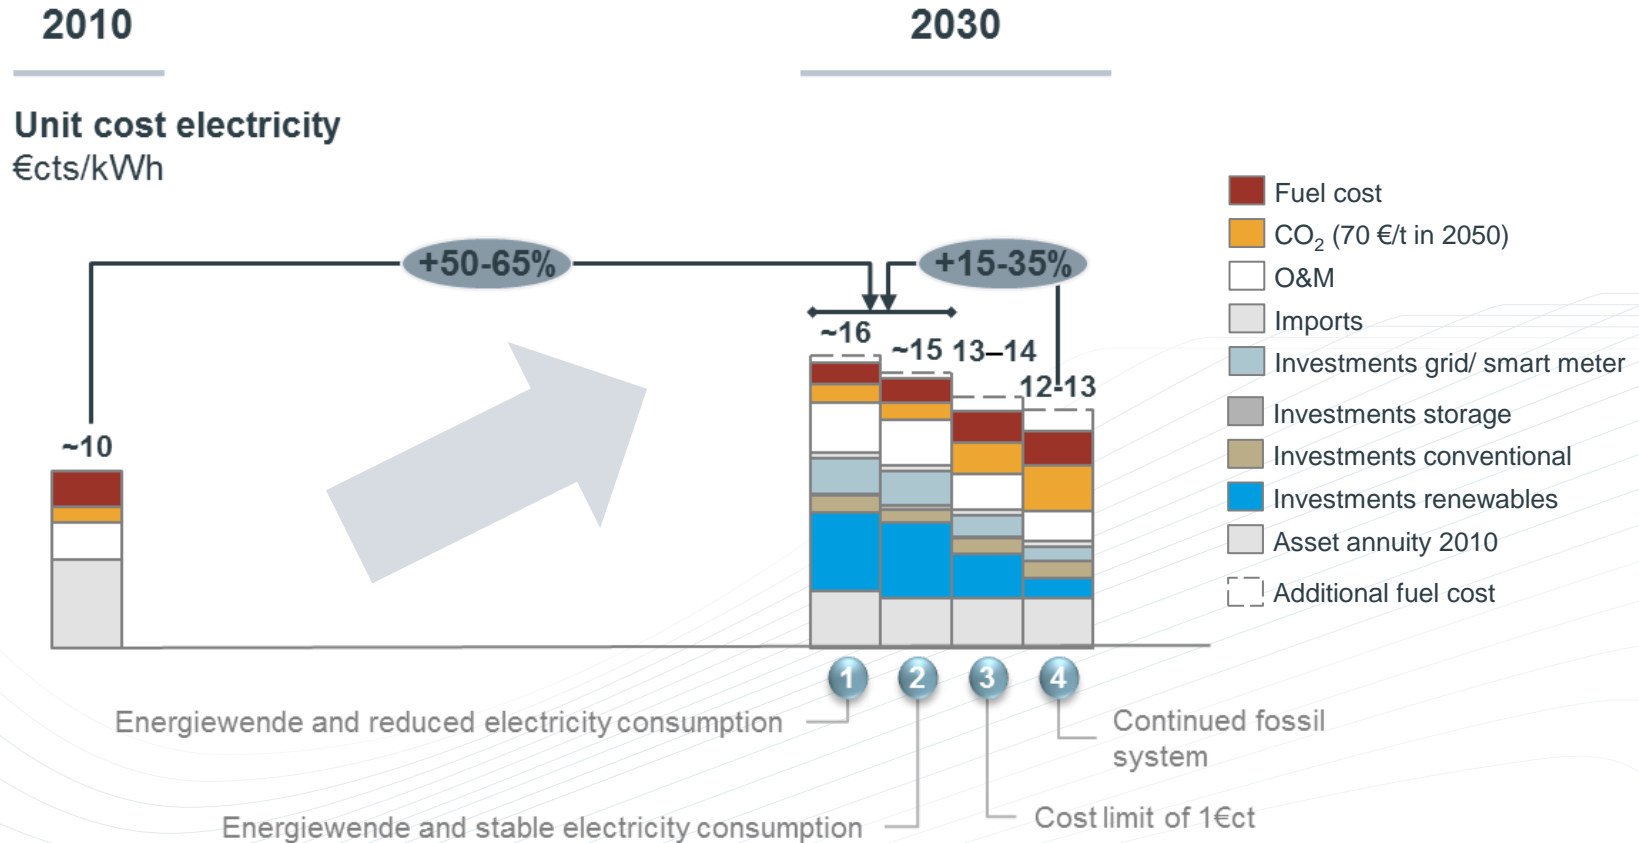 2010
2030
Unit cost electricity
€cts/kWh
+50-65%
+15-35%
~10
~16
~15
13–14
12-13
Fuel cost
CO₂ (70 €/t in 2050)
O&M
Imports
Investments grid/ smart meter
Investments storage
Investments conventional
Investments renewables
Asset annuity 2010
Additional fuel cost
1
2
3
4
Energiewende and reduced electricity consumption
Continued fossil
system
Energiewende and stable electricity consumption
Cost limit of 1€ct